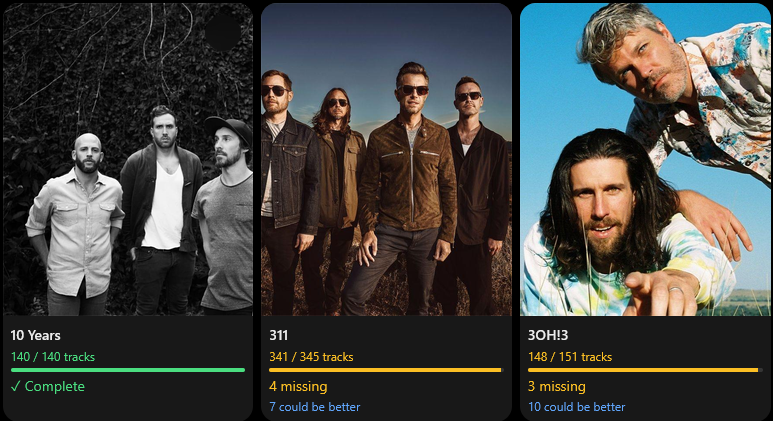 10 Years
140 / 140 tracks
✓ Complete
311
341 / 345 tracks
4 missing
7 could be better
3OH!3
148 / 151 tracks
3 missing
10 could be better